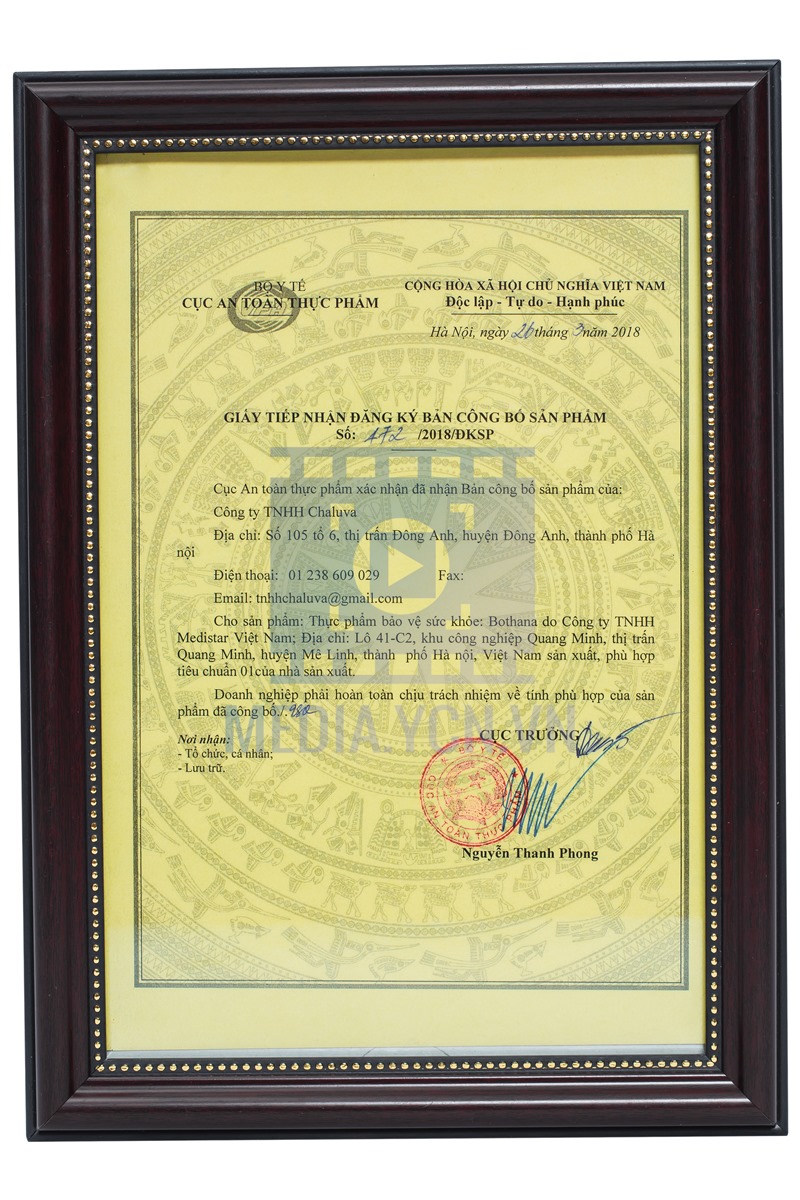 BỘ Y TẾ
CỤC AN TOÀN THỰC PHẨM
CỘNG HÒA XÃ HỘI CHỦ NGHĨA VIỆT NAM
Độc lập - Tự do - Hạnh phúc
Hà Nội, ngày 26 tháng 3 năm 2018
GIẤY TIẾP NHẬN ĐĂNG KÝ BẢN CÔNG BỐ SẢN PHẨM
Số: 472 /2018/ĐKSP
Cục An toàn thực phẩm xác nhận đã nhận Bản công bố sản phẩm của:
Công ty TNHH Chaluva
Địa chỉ: Số 105 tổ 6, thị trấn Đông Anh, huyện Đông Anh, thành phố Hà
nội
Điện thoại: 01 238 609 029 Fax:
Email: tnhhchaluva@gmail.com
Cho sản phẩm: Thực phẩm bảo vệ sức khỏe: Bothana do Công ty TNHH
Medistar Việt Nam; Địa chỉ: Lô 41-C2, khu công nghiệp Quang Minh, thị trấn
Quang Minh, huyện Mê Linh, thành phố Hà nội, Việt Nam sản xuất, phù hợp
tiêu chuẩn 01của nhà sản xuất.
Doanh nghiệp phải hoàn toàn chịu trách nhiệm về tính phù hợp của sản
phẩm đã công bố./.
MEDIA.YCN.VN
Nơi nhận:
- Tổ chức, cá nhân;
- Lưu trữ.
CỤC TRƯỞNG
BỘ Y TẾ
CỤC AN TOÀN THỰC PHẨM
Nguyễn Thanh Phong